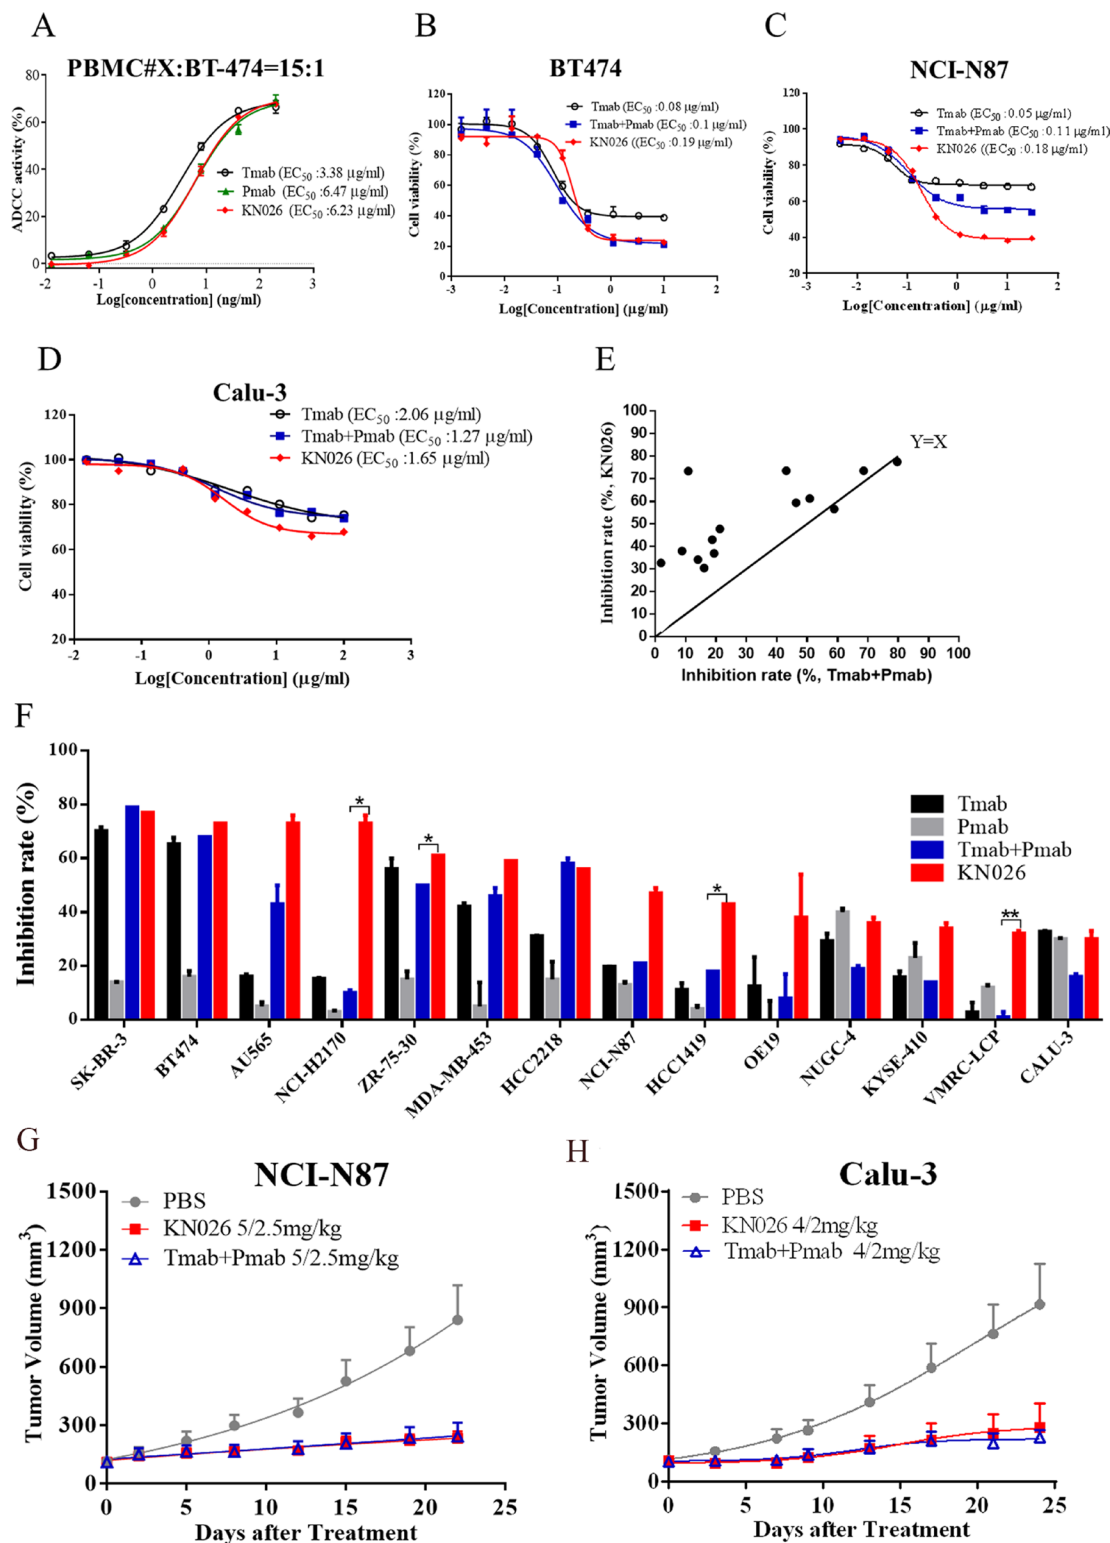 A
PBMC#X:BT-474=15:1
ADCC activity (%)
80
60
40
20
0
Tmab (EC50 :3.38 μg/ml)
Pmab (EC50 :6.47 μg/ml)
KN026 (EC50 :6.23 μg/ml)
-2 -1 0 1 2 3
Log[concentration] (ng/ml)
B
BT474
Cell viability (%)
120
100
80
60
40
20
0
Tmab (EC50 :0.08 μg/ml)
Tmab+Pmab (EC50 :0.1 μg/ml)
KN026 ((EC50 :0.19 μg/ml)
-3 -2 -1 0 1 2
Log[Concentration] (μg/ml)
C
NCI-N87
Cell viability (%)
120
100
80
60
40
20
Tmab (EC50 :0.05 μg/ml)
Tmab+Pmab (EC50 :0.11 μg/ml)
KN026 ((EC50 :0.18 μg/ml)
-3 -2 -1 0 1 2
Log[Concentration] (μg/ml)
D
Calu-3
Cell viability (%)
120
100
80
60
40
20
Tmab (EC50 :2.06 μg/ml)
Tmab+Pmab (EC50 :1.27 μg/ml)
KN026 (EC50 :1.65 μg/ml)
-2 -1 0 1 2 3
Log[Concentration] (μg/ml)
E
Inhibition rate (%, KN026)
100
90
80
70
60
50
40
30
20
10
0
Y=X
0 10 20 30 40 50 60 70 80 90 100
Inhibition rate (%, Tmab+Pmab)
F
Inhibition rate (%)
100
80
60
40
20
0
*
*
*
**
Tmab
Pmab
Tmab+Pmab
KN026
SK-BR-3
BT474
AU565
NCI-H2170
ZR-75-30
MDA-MB-453
HCC2218
NCI-N87
HCC1419
OE19
NUGC-4
KYSE-410
VMRC-LCP
CALU-3
G
NCI-N87
Tumor Volume (mm3)
1500
1200
900
600
300
0
PBS
KN026 5/2.5mg/kg
Tmab+Pmab 5/2.5mg/kg
0 5 10 15 20 25
Days after Treatment
H
Calu-3
Tumor Volume (mm3)
1500
1200
900
600
300
0
PBS
KN026 4/2mg/kg
Tmab+Pmab 4/2mg/kg
0 5 10 15 20 25
Days after Treatment